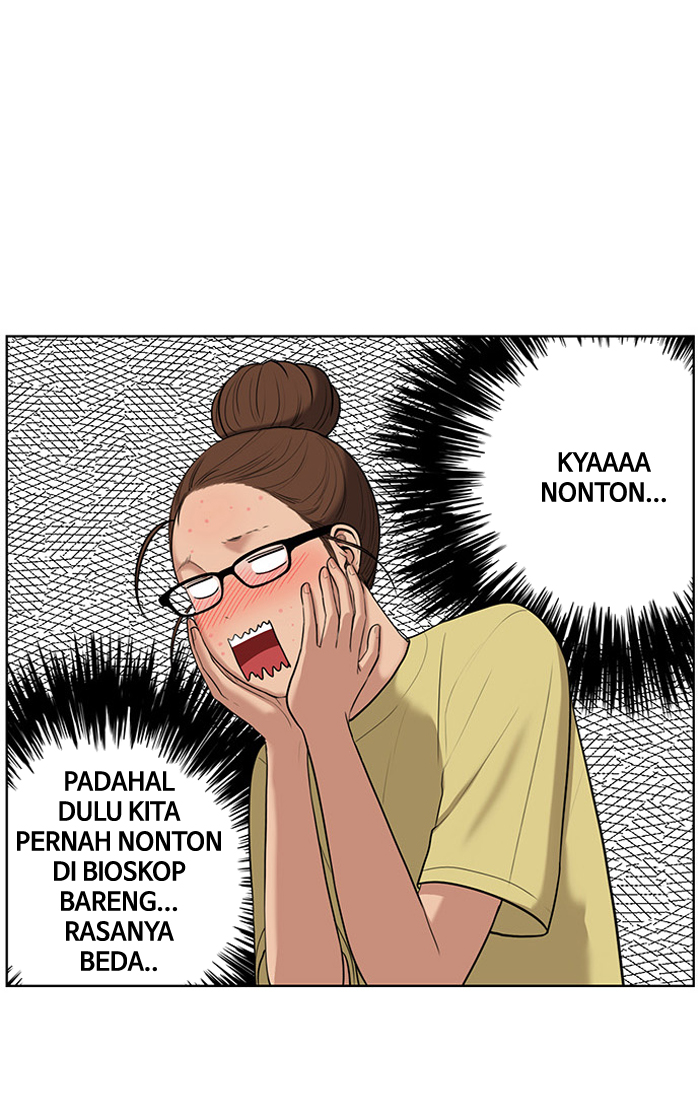 KYAAAA
NONTON...
PADAHAL
DULU KITA
PERNAH NONTON
DI BIOSKOP
BARENG...
RASANYA
BEDA..